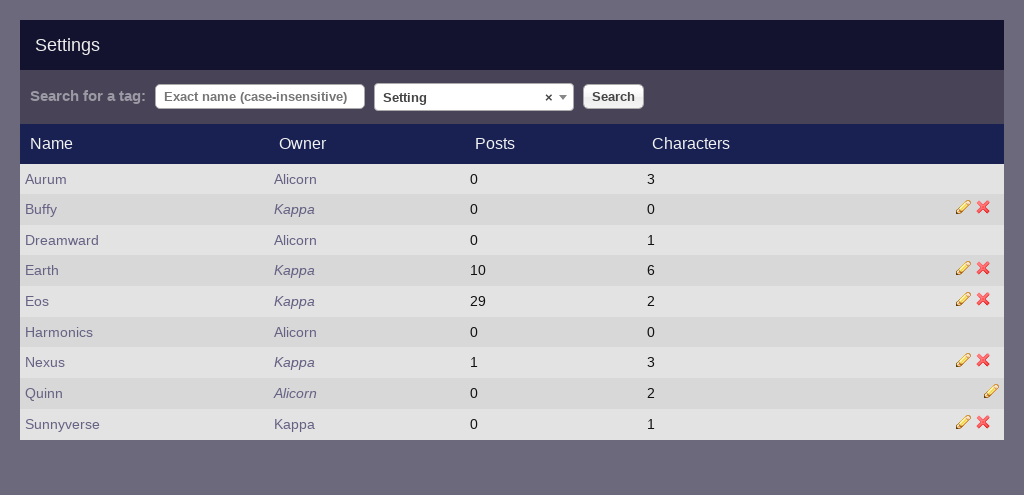 Settings
Search for a tag: Exact name (case-insensitive) Setting × Search
Name Owner Posts Characters
Aurum Alicorn 0 3
Buffy Kappa 0 0
Dreamward Alicorn 0 1
Earth Kappa 10 6
Eos Kappa 29 2
Harmonics Alicorn 0 0
Nexus Kappa 1 3
Quinn Alicorn 0 2
Sunnyverse Kappa 0 1